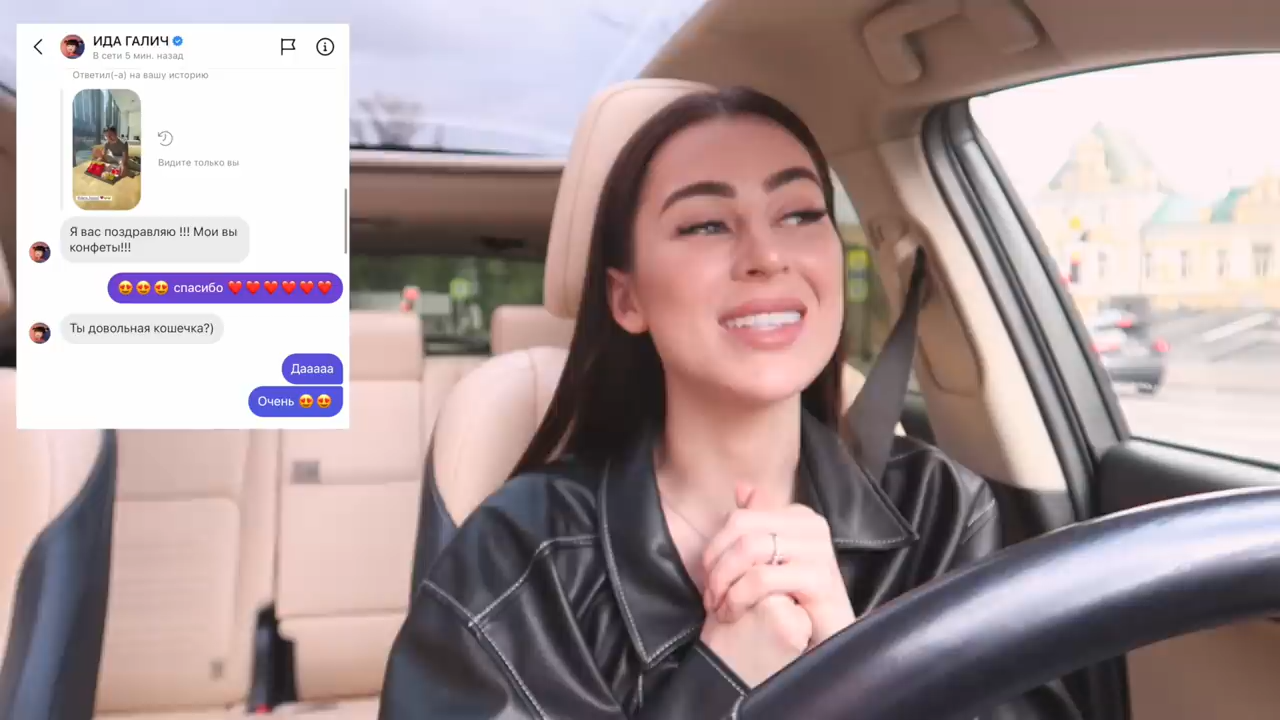 ИДА ГАЛИЧ
В сети 5 мин. назад
Ответил(-а) на вашу историю
Видите только вы
Я вас поздравляю !!! Мои вы
конфеты!!!
😍😍😍 спасибо ❤️❤️❤️❤️❤️❤️
Ты довольная кошечка?)
Дааааа
Очень 😍😍